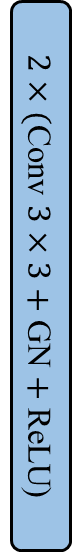 2 × (Conv 3 × 3 + GN + ReLU)